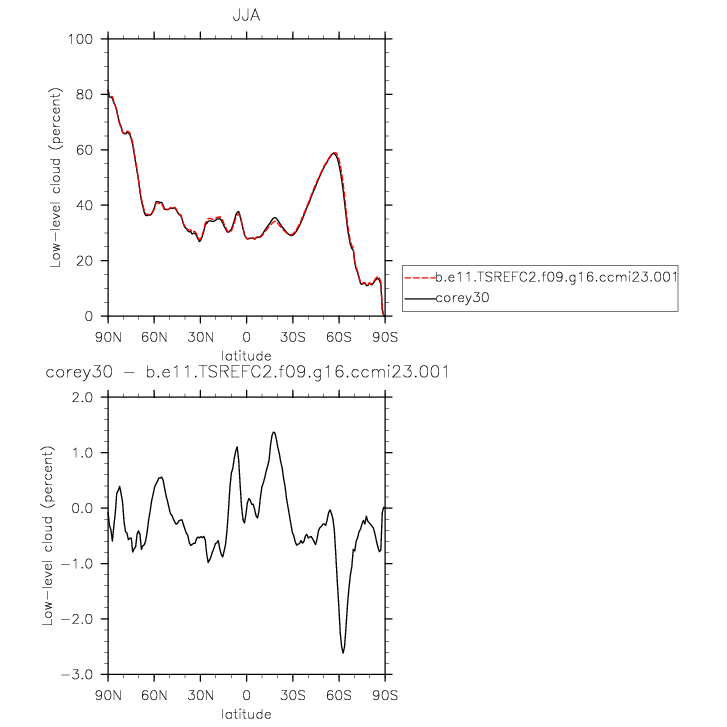 JJA
Low-level cloud (percent)
100
80
60
40
20
0
90N 60N 30N 0 30S 60S 90S
latitude
b.e11.TSREFC2.f09.g16.ccmi23.001
corey30
corey30 - b.e11.TSREFC2.f09.g16.ccmi23.001
Low-level cloud (percent)
2.0
1.0
0.0
-1.0
-2.0
-3.0
90N 60N 30N 0 30S 60S 90S
latitude